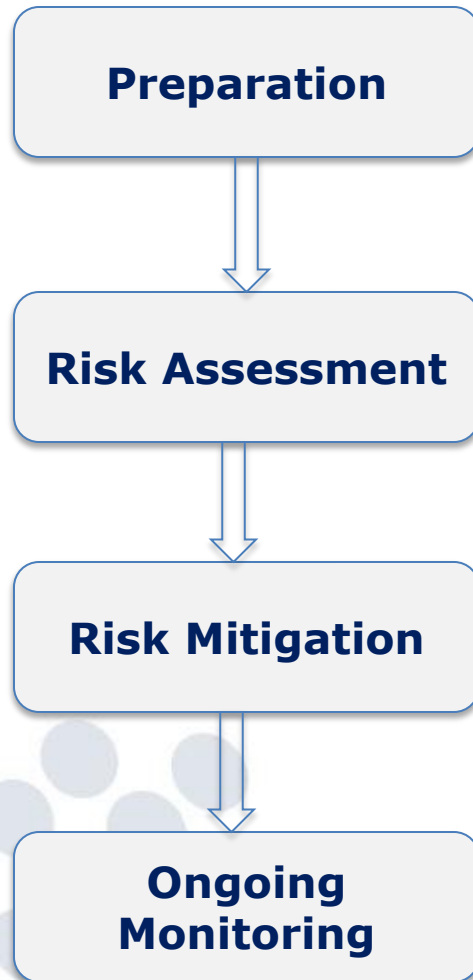 Preparation
Risk Assessment
Risk Mitigation
Ongoing
Monitoring